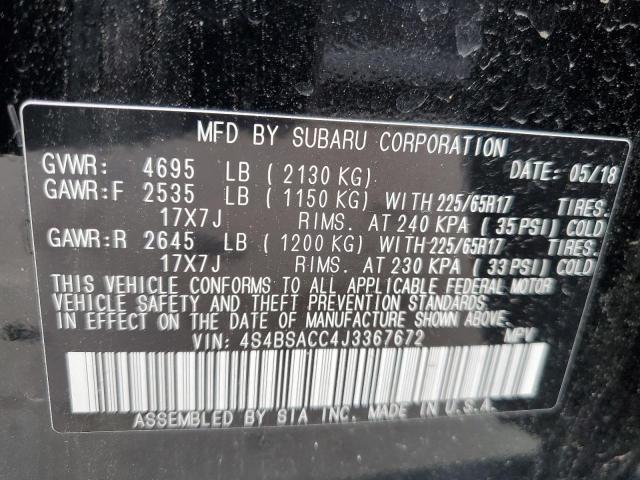 MFD BY SUBARU CORPORATION
GVWR: 4695 LB ( 2130 KG) DATE: 05/18
GAWR:F 2535 LB ( 1150 KG) WITH 225/65R17 TIRES.
17X7J RIMS. AT 240 KPA ( 35 PSI) COLD
GAWR:R 2645 LB ( 1200 KG) WITH 225/65R17 TIRES.
17X7J RIMS. AT 230 KPA ( 33 PSI) COLD
THIS VEHICLE CONFORMS TO ALL APPLICABLE FEDERAL MOTOR
VEHICLE SAFETY AND THEFT PREVENTION STANDARDS
IN EFFECT ON THE DATE OF MANUFACTURE SHOWN ABOVE.
VIN: 4S4BSACC4J3367672 MPV
ASSEMBLED BY SIA INC. MADE IN U.S.A.